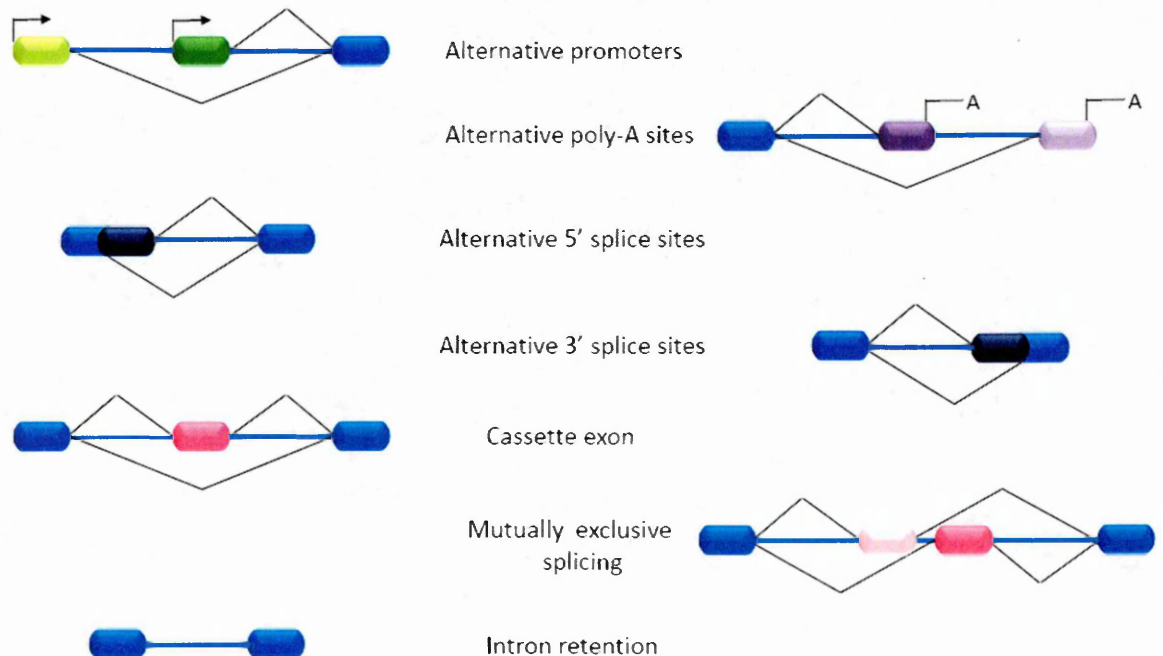 Alternative promoters
A
A
Alternative poly-A sites
Alternative 5' splice sites
Alternative 3' splice sites
Cassette exon
Mutually exclusive
splicing
Intron retention